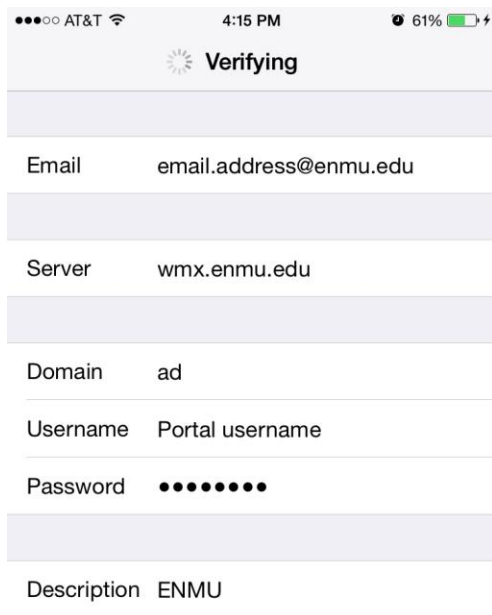 AT&T 4:15 PM 61%
Verifying
Email email.address@enmu.edu
Server wmx.enmu.edu
Domain ad
Username Portal username
Password ●●●●●●●●
Description ENMU